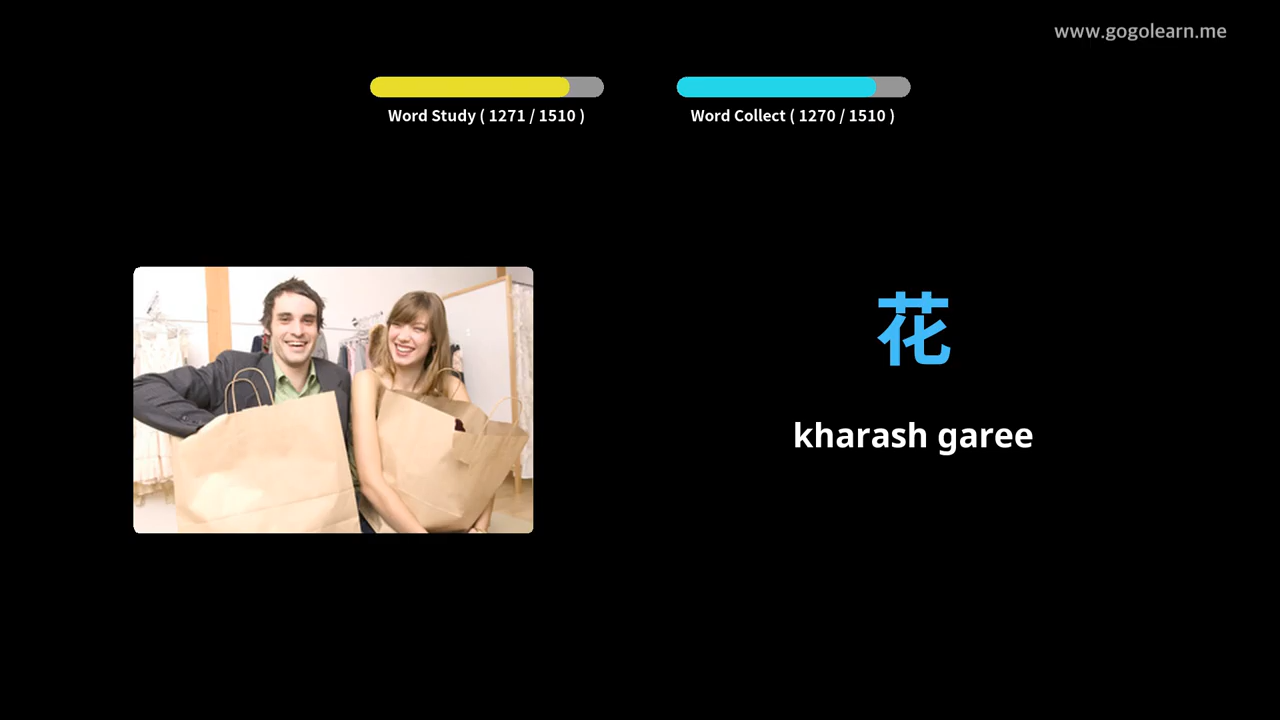 www.gogolearn.me
Word Study ( 1271 / 1510 )
Word Collect ( 1270 / 1510 )
花
kharash garee